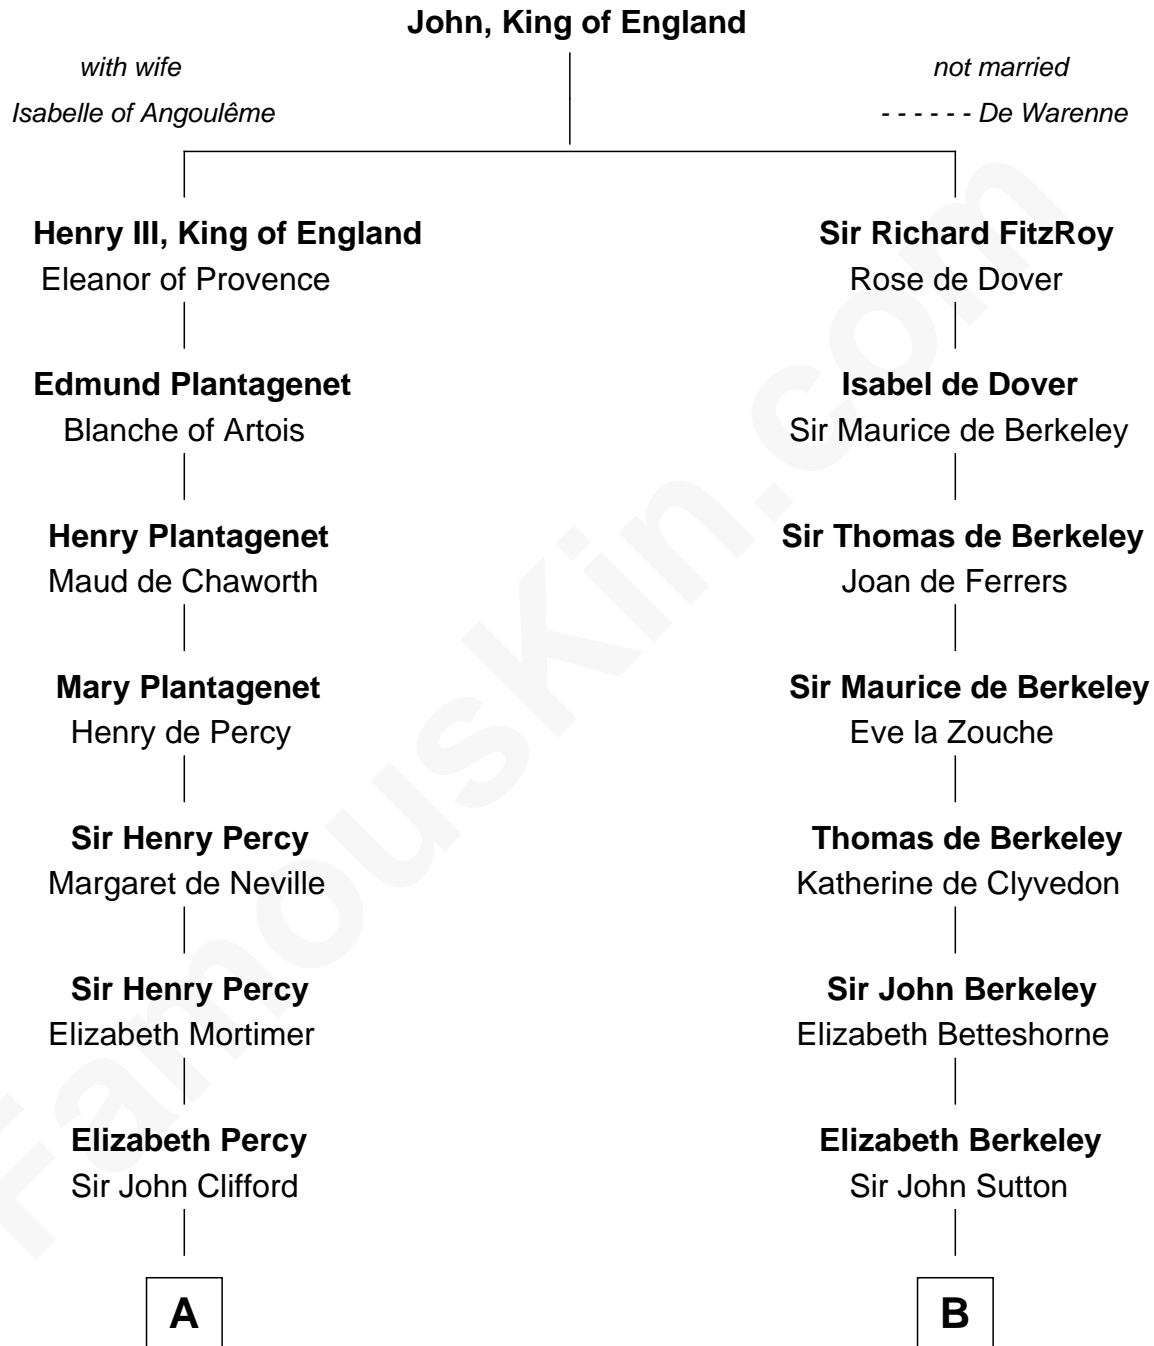 John, King of England
with wife
not married
Isabelle of Angoulême
- - - - - - De Warenne
Henry III, King of England
Sir Richard FitzRoy
Eleanor of Provence
Rose de Dover
Edmund Plantagenet
Isabel de Dover
Blanche of Artois
Sir Maurice de Berkeley
Henry Plantagenet
Sir Thomas de Berkeley
Maud de Chaworth
Joan de Ferrers
Mary Plantagenet
Sir Maurice de Berkeley
Henry de Percy
Eve la Zouche
Sir Henry Percy
Thomas de Berkeley
Margaret de Neville
Katherine de Clyvedon
Sir Henry Percy
Sir John Berkeley
Elizabeth Mortimer
Elizabeth Betteshorne
Elizabeth Percy
Elizabeth Berkeley
Sir John Clifford
Sir John Sutton
A
B
FamousKin.com